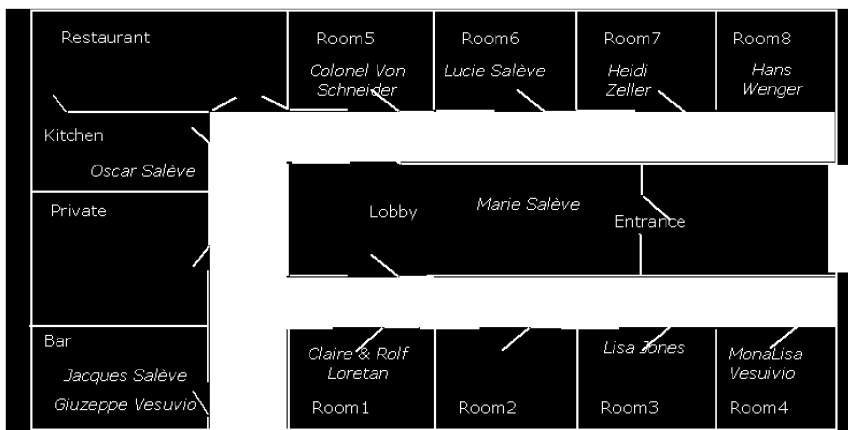 Restaurant
Room5
Room6
Room7
Room8
Colonel Von
Schneider
Lucie Salève
Heidi
Zeller
Hans
Wenger
Kitchen
Oscar Salève
Private
Lobby
Marie Salève
Entrance
Bar
Jacques Salève
Giuzeppe Vesuvio
Claire & Rolf
Loretan
Lisa Jones
MonaLisa
Vesuivio
Room1
Room2
Room3
Room4